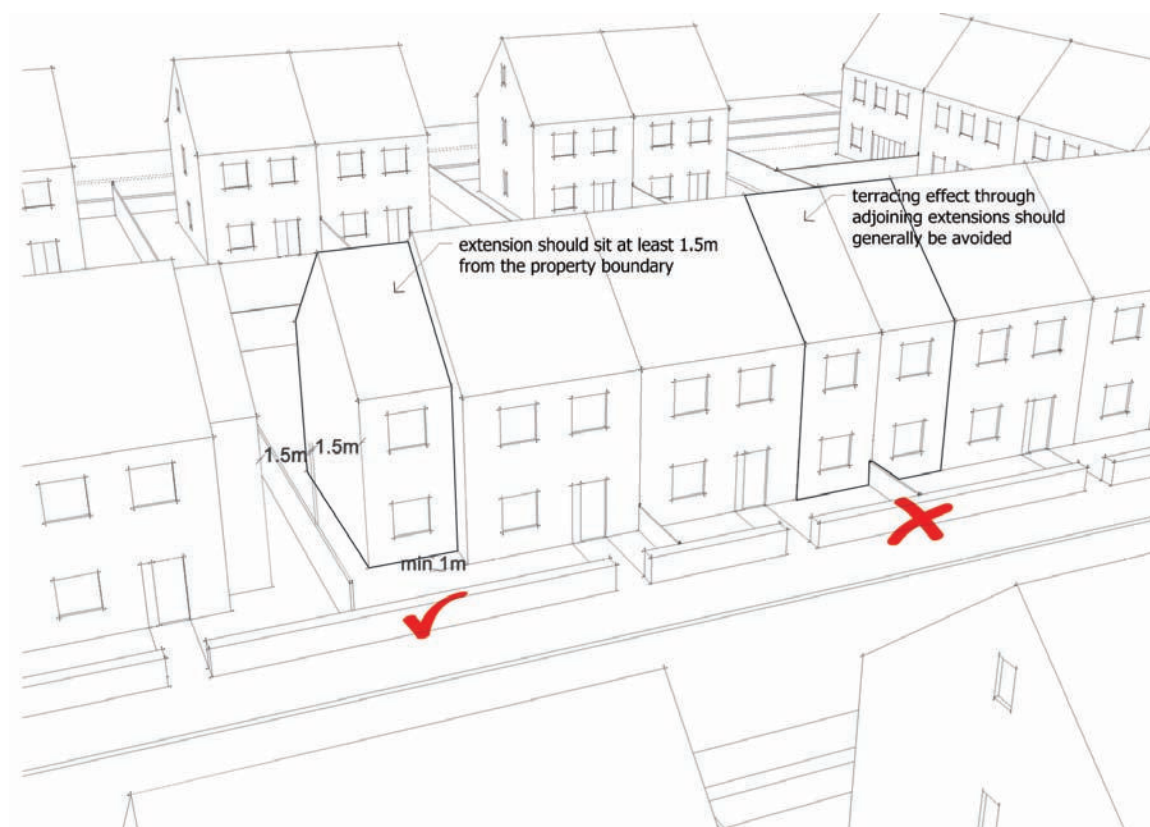 terracing effect through
adjoining extensions should
generally be avoided
extension should sit at least 1.5m
from the property boundary
1.5m
1.5m
min 1m